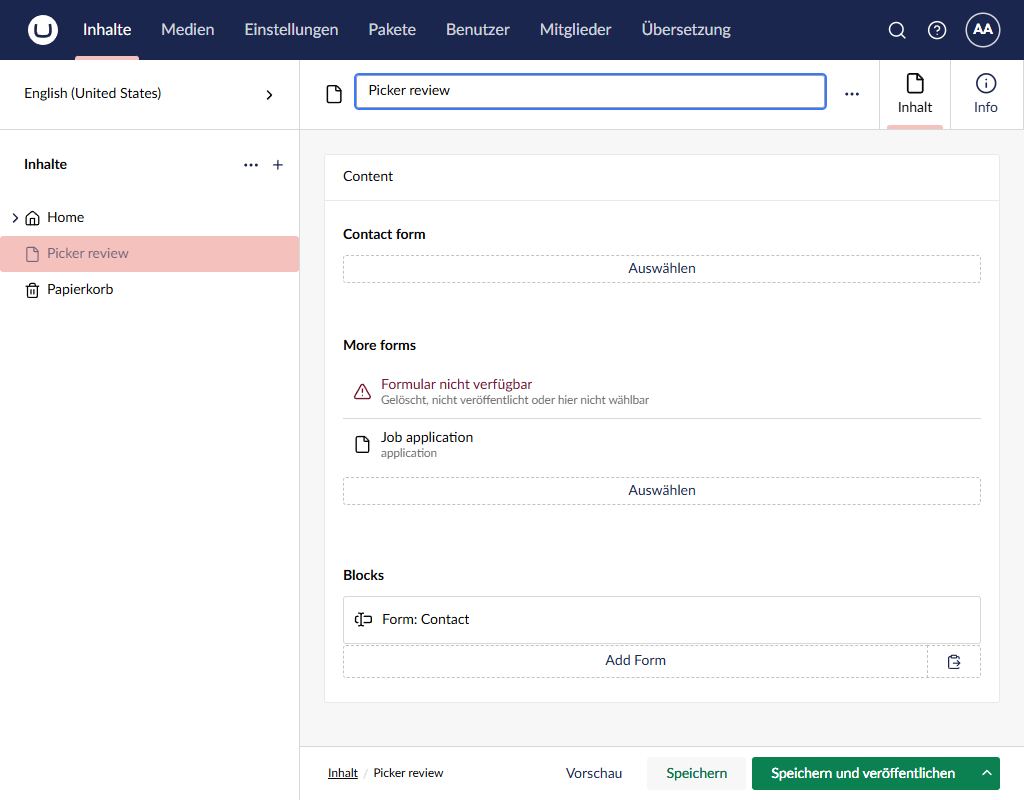 Inhalte
Medien
Einstellungen
Pakete
Benutzer
Mitglieder
Übersetzung
AA
English (United States)
Picker review
Inhalt
Info
Inhalte
Home
Picker review
Papierkorb
Content
Contact form
Auswählen
More forms
Formular nicht verfügbar
Gelöscht, nicht veröffentlicht oder hier nicht wählbar
Job application
application
Auswählen
Blocks
Form: Contact
Add Form
Inhalt / Picker review
Vorschau
Speichern
Speichern und veröffentlichen